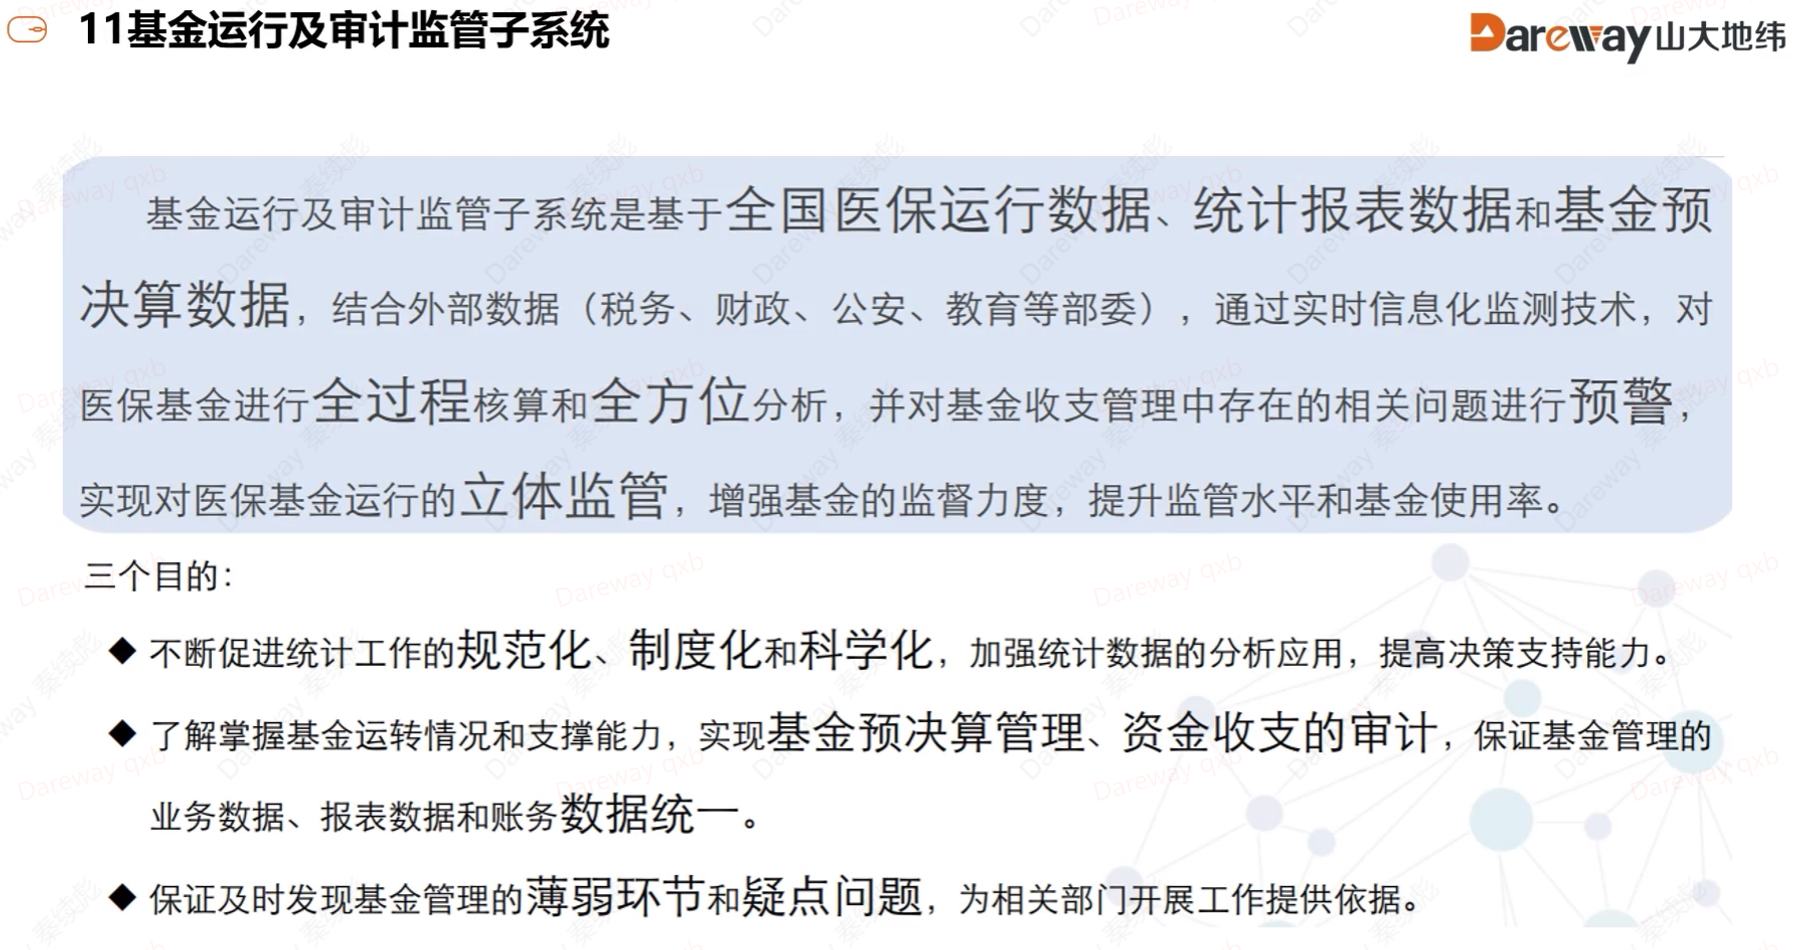 11基金运行及审计监管子系统
Dareway山大地纬
基金运行及审计监管子系统是基于全国医保运行数据、统计报表数据和基金预
决算数据，结合外部数据（税务、财政、公安、教育等部委），通过实时信息化监测技术，对
医保基金进行全过程核算和全方位分析，并对基金收支管理中存在的相关问题进行预警，
实现对医保基金运行的立体监管，增强基金的监督力度，提升监管水平和基金使用率。
三个目的：
◆ 不断促进统计工作的规范化、制度化和科学化，加强统计数据的分析应用，提高决策支持能力。
◆ 了解掌握基金运转情况和支撑能力，实现基金预决算管理、资金收支的审计，保证基金管理的
业务数据、报表数据和账务数据统一。
◆ 保证及时发现基金管理的薄弱环节和疑点问题，为相关部门开展工作提供依据。
Dareway qxb
Dareway 秦续彪